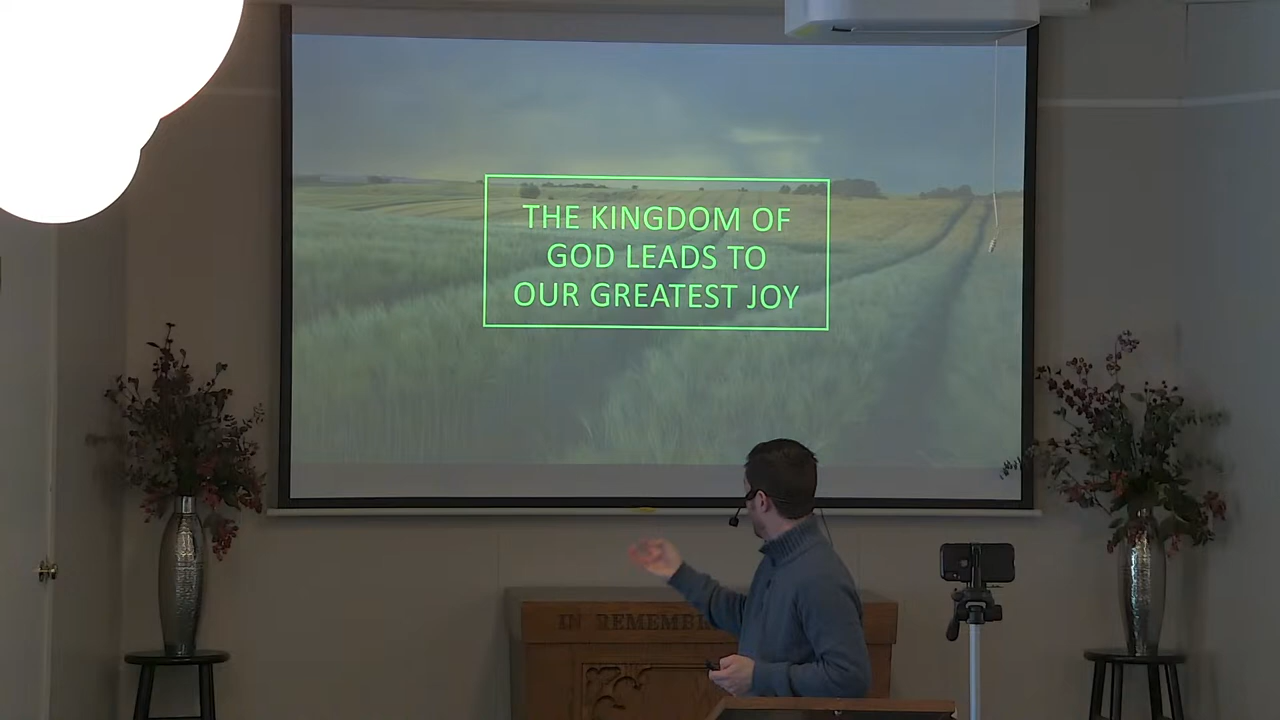 THE KINGDOM OF
GOD LEADS TO
OUR GREATEST JOY
IN REMEMB